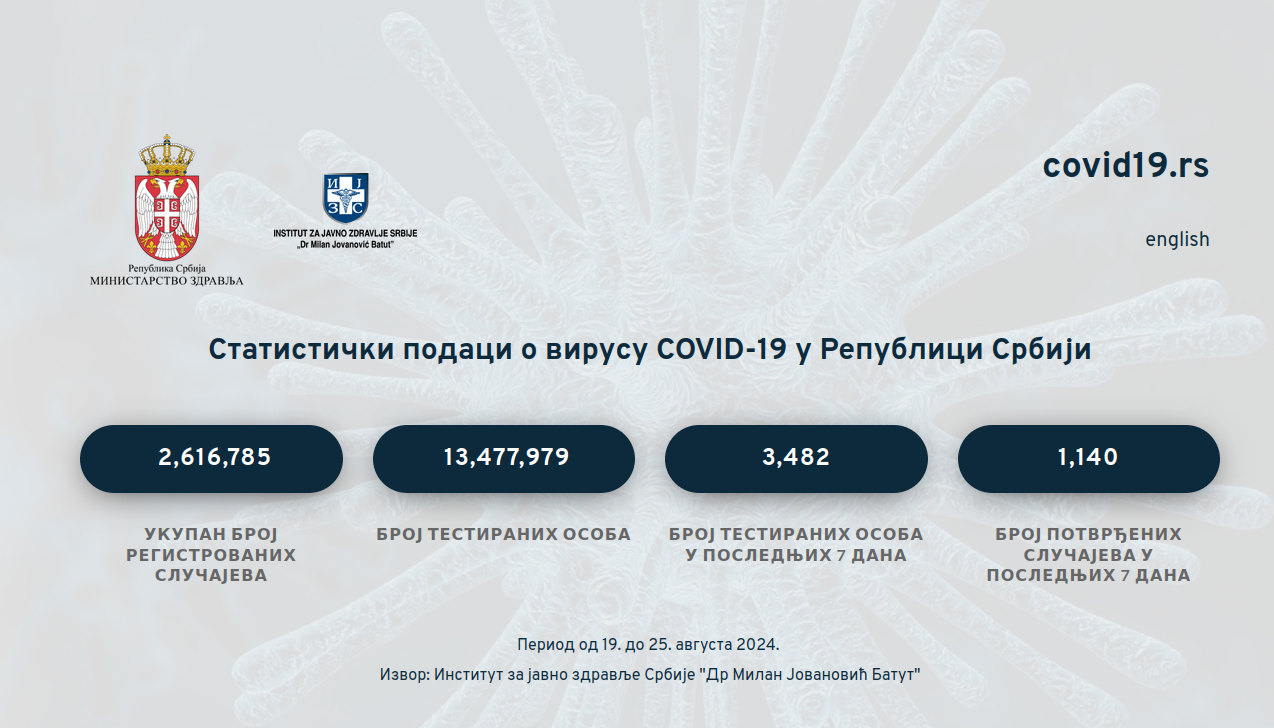 И Ј
З С
INSTITUT ZA JAVNO ZDRAVLJE SRBIJE
„Dr Milan Jovanović Batut"
Република Србија
МИНИСТАРСТВО ЗДРАВЉА
covid19.rs
english
Статистички подаци о вирусу COVID-19 у Републици Србији
2,616,785
13,477,979
3,482
1,140
УКУПАН БРОЈ
РЕГИСТРОВАНИХ
СЛУЧАЈЕВА
БРОЈ ТЕСТИРАНИХ ОСОБА
БРОЈ ТЕСТИРАНИХ ОСОБА
У ПОСЛЕДЊИХ 7 ДАНА
БРОЈ ПОТВРЂЕНИХ
СЛУЧАЈЕВА У
ПОСЛЕДЊИХ 7 ДАНА
Период од 19. до 25. августа 2024.
Извор: Институт за јавно здравље Србије "Др Милан Јовановић Батут"